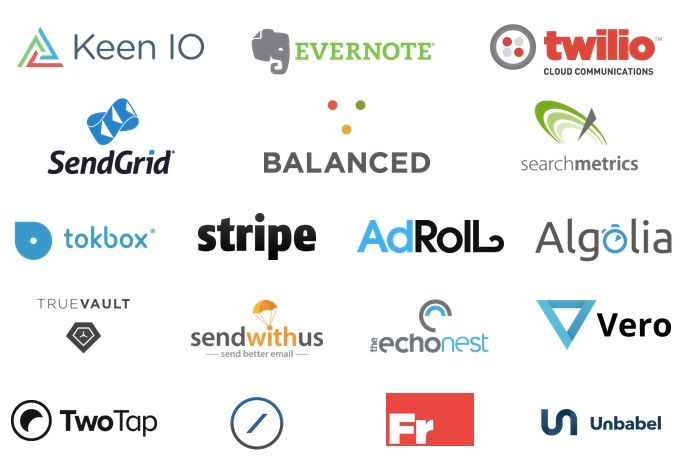 Keen IO
EVERNOTE®
twilio™
CLOUD COMMUNICATIONS
SendGrid®
BALANCED
searchmetrics
tokbox®
stripe
AdRoll
Algolia
TRUEVAULT
sendwithus
send better email
the echonest
Vero
TwoTap
Fr
Unbabel